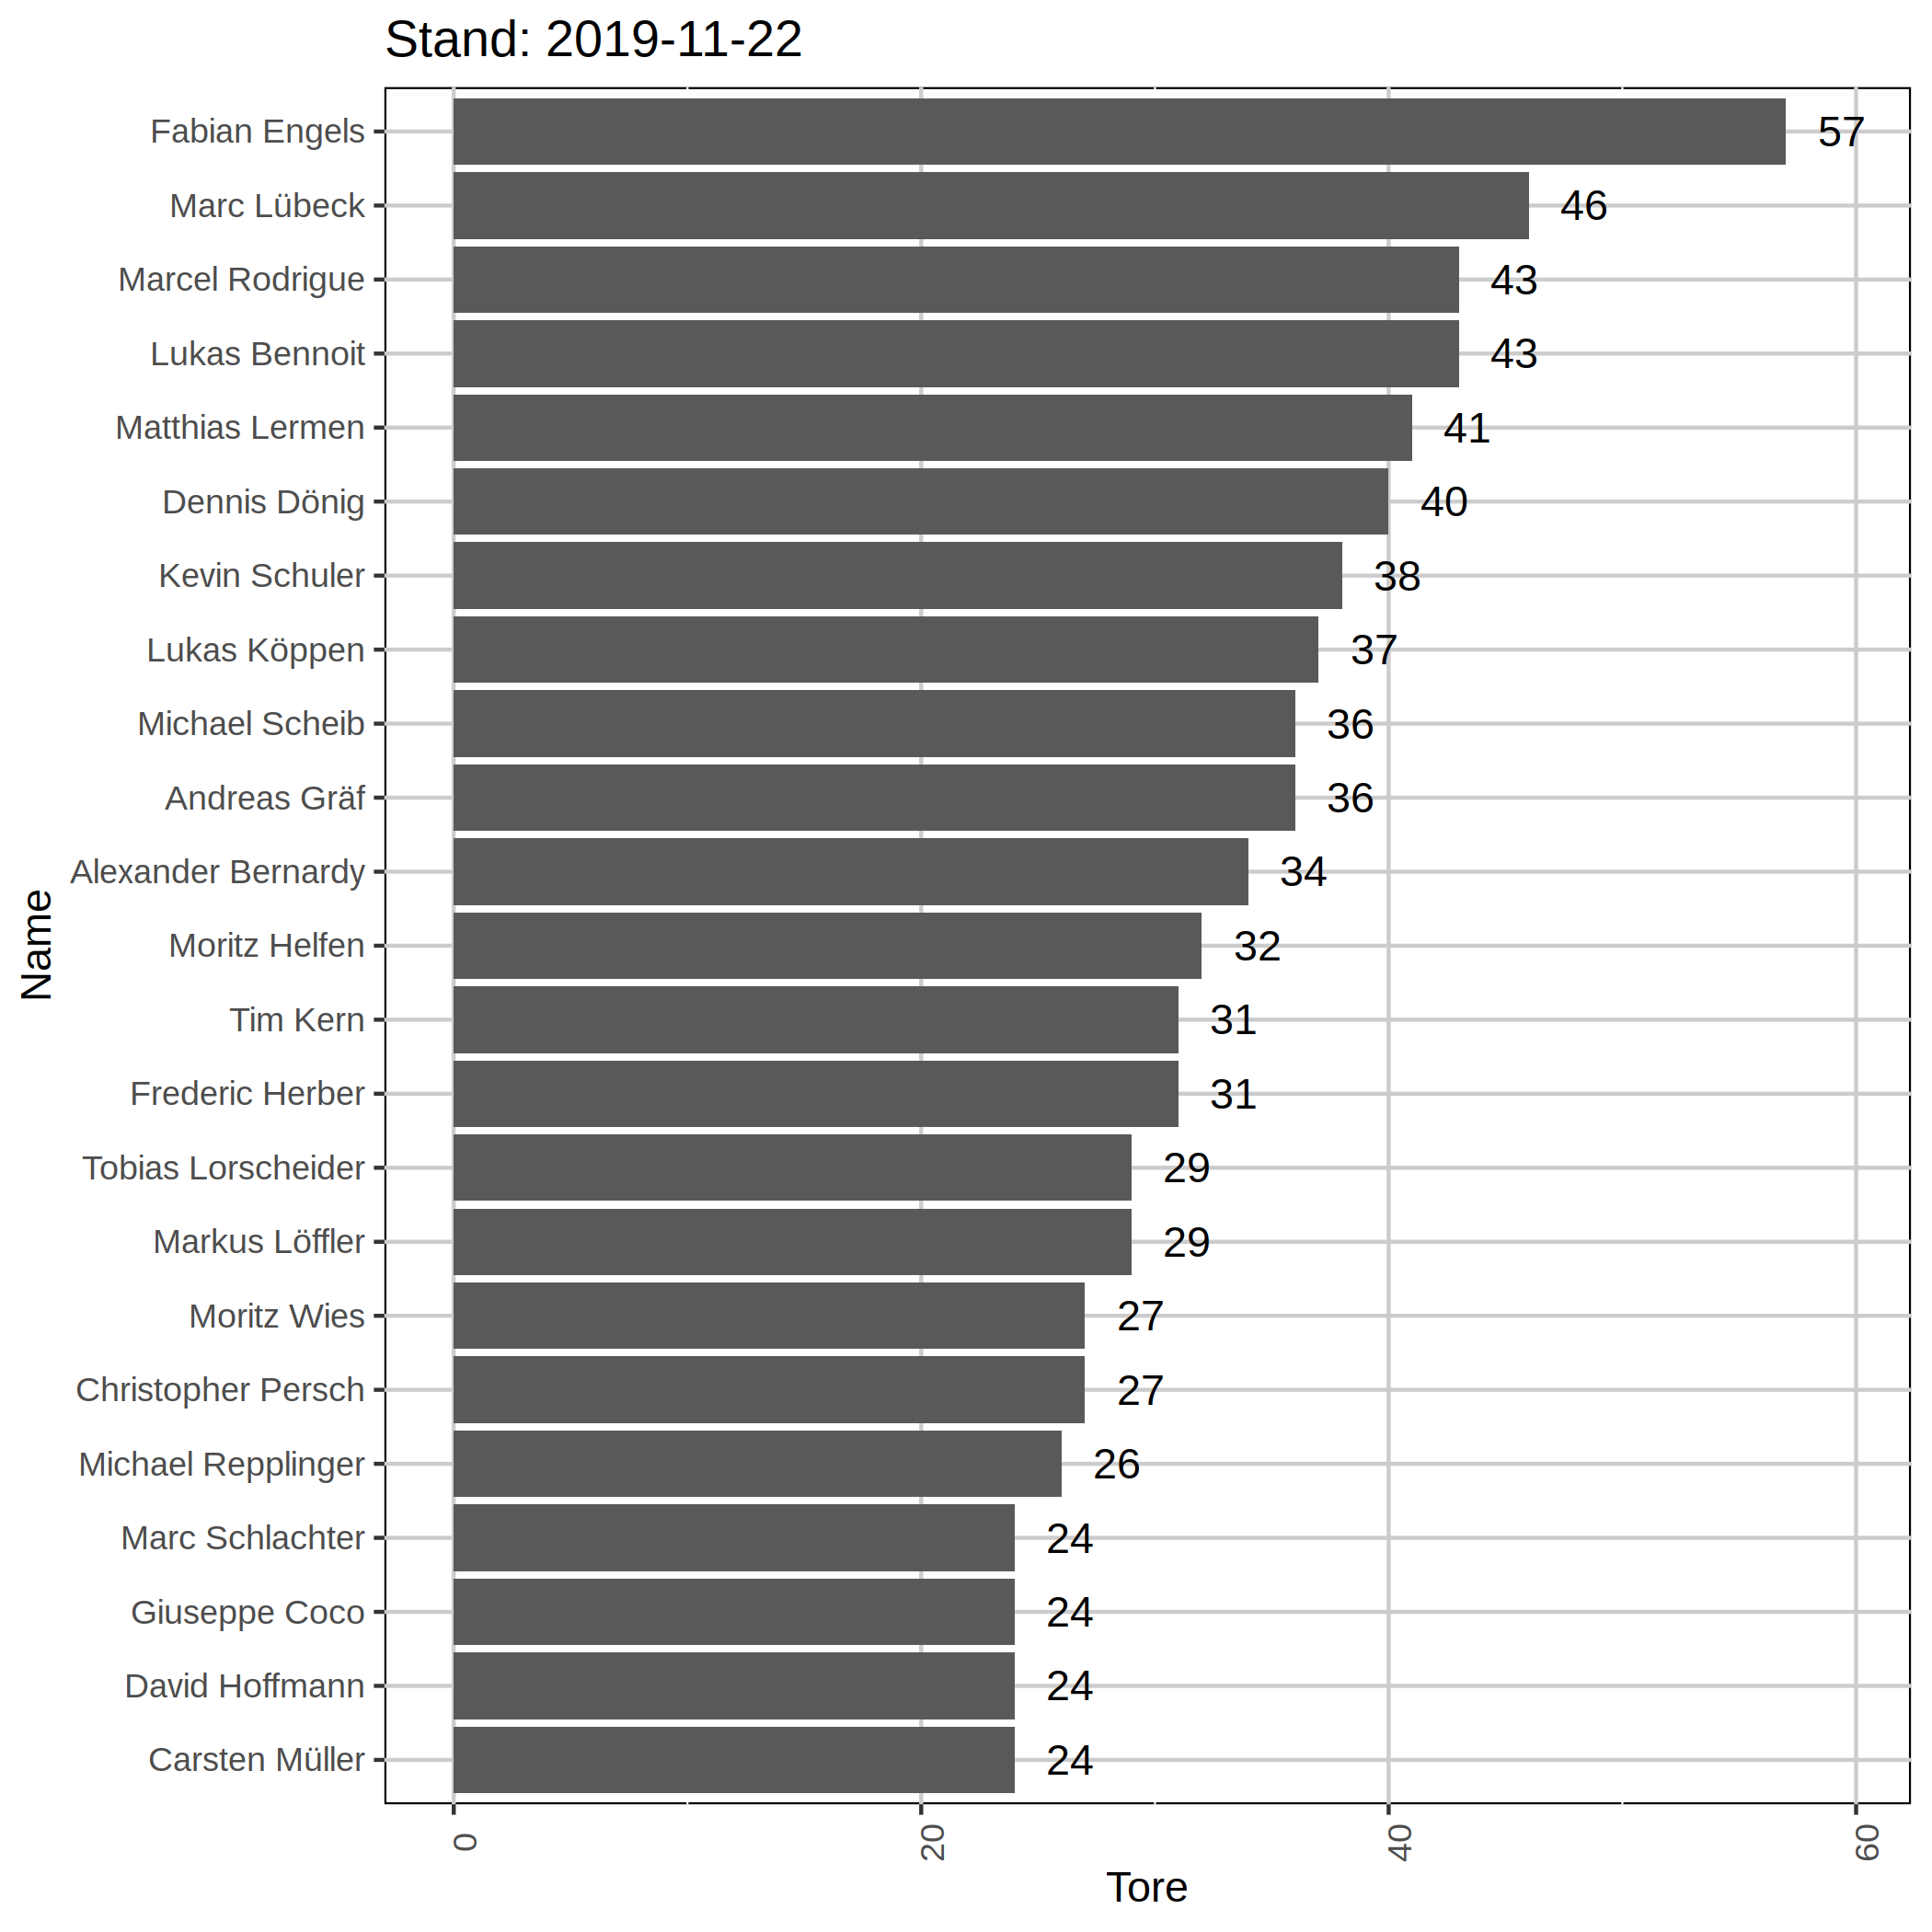 Stand: 2019-11-22
Fabian Engels 57
Marc Lübeck 46
Marcel Rodrigue 43
Lukas Bennoit 43
Matthias Lermen 41
Dennis Dönig 40
Kevin Schuler 38
Lukas Köppen 37
Michael Scheib 36
Andreas Gräf 36
Alexander Bernardy 34
Moritz Helfen 32
Tim Kern 31
Frederic Herber 31
Tobias Lorscheider 29
Markus Löffler 29
Moritz Wies 27
Christopher Persch 27
Michael Repplinger 26
Marc Schlachter 24
Giuseppe Coco 24
David Hoffmann 24
Carsten Müller 24
Name
0 20 40 60
Tore